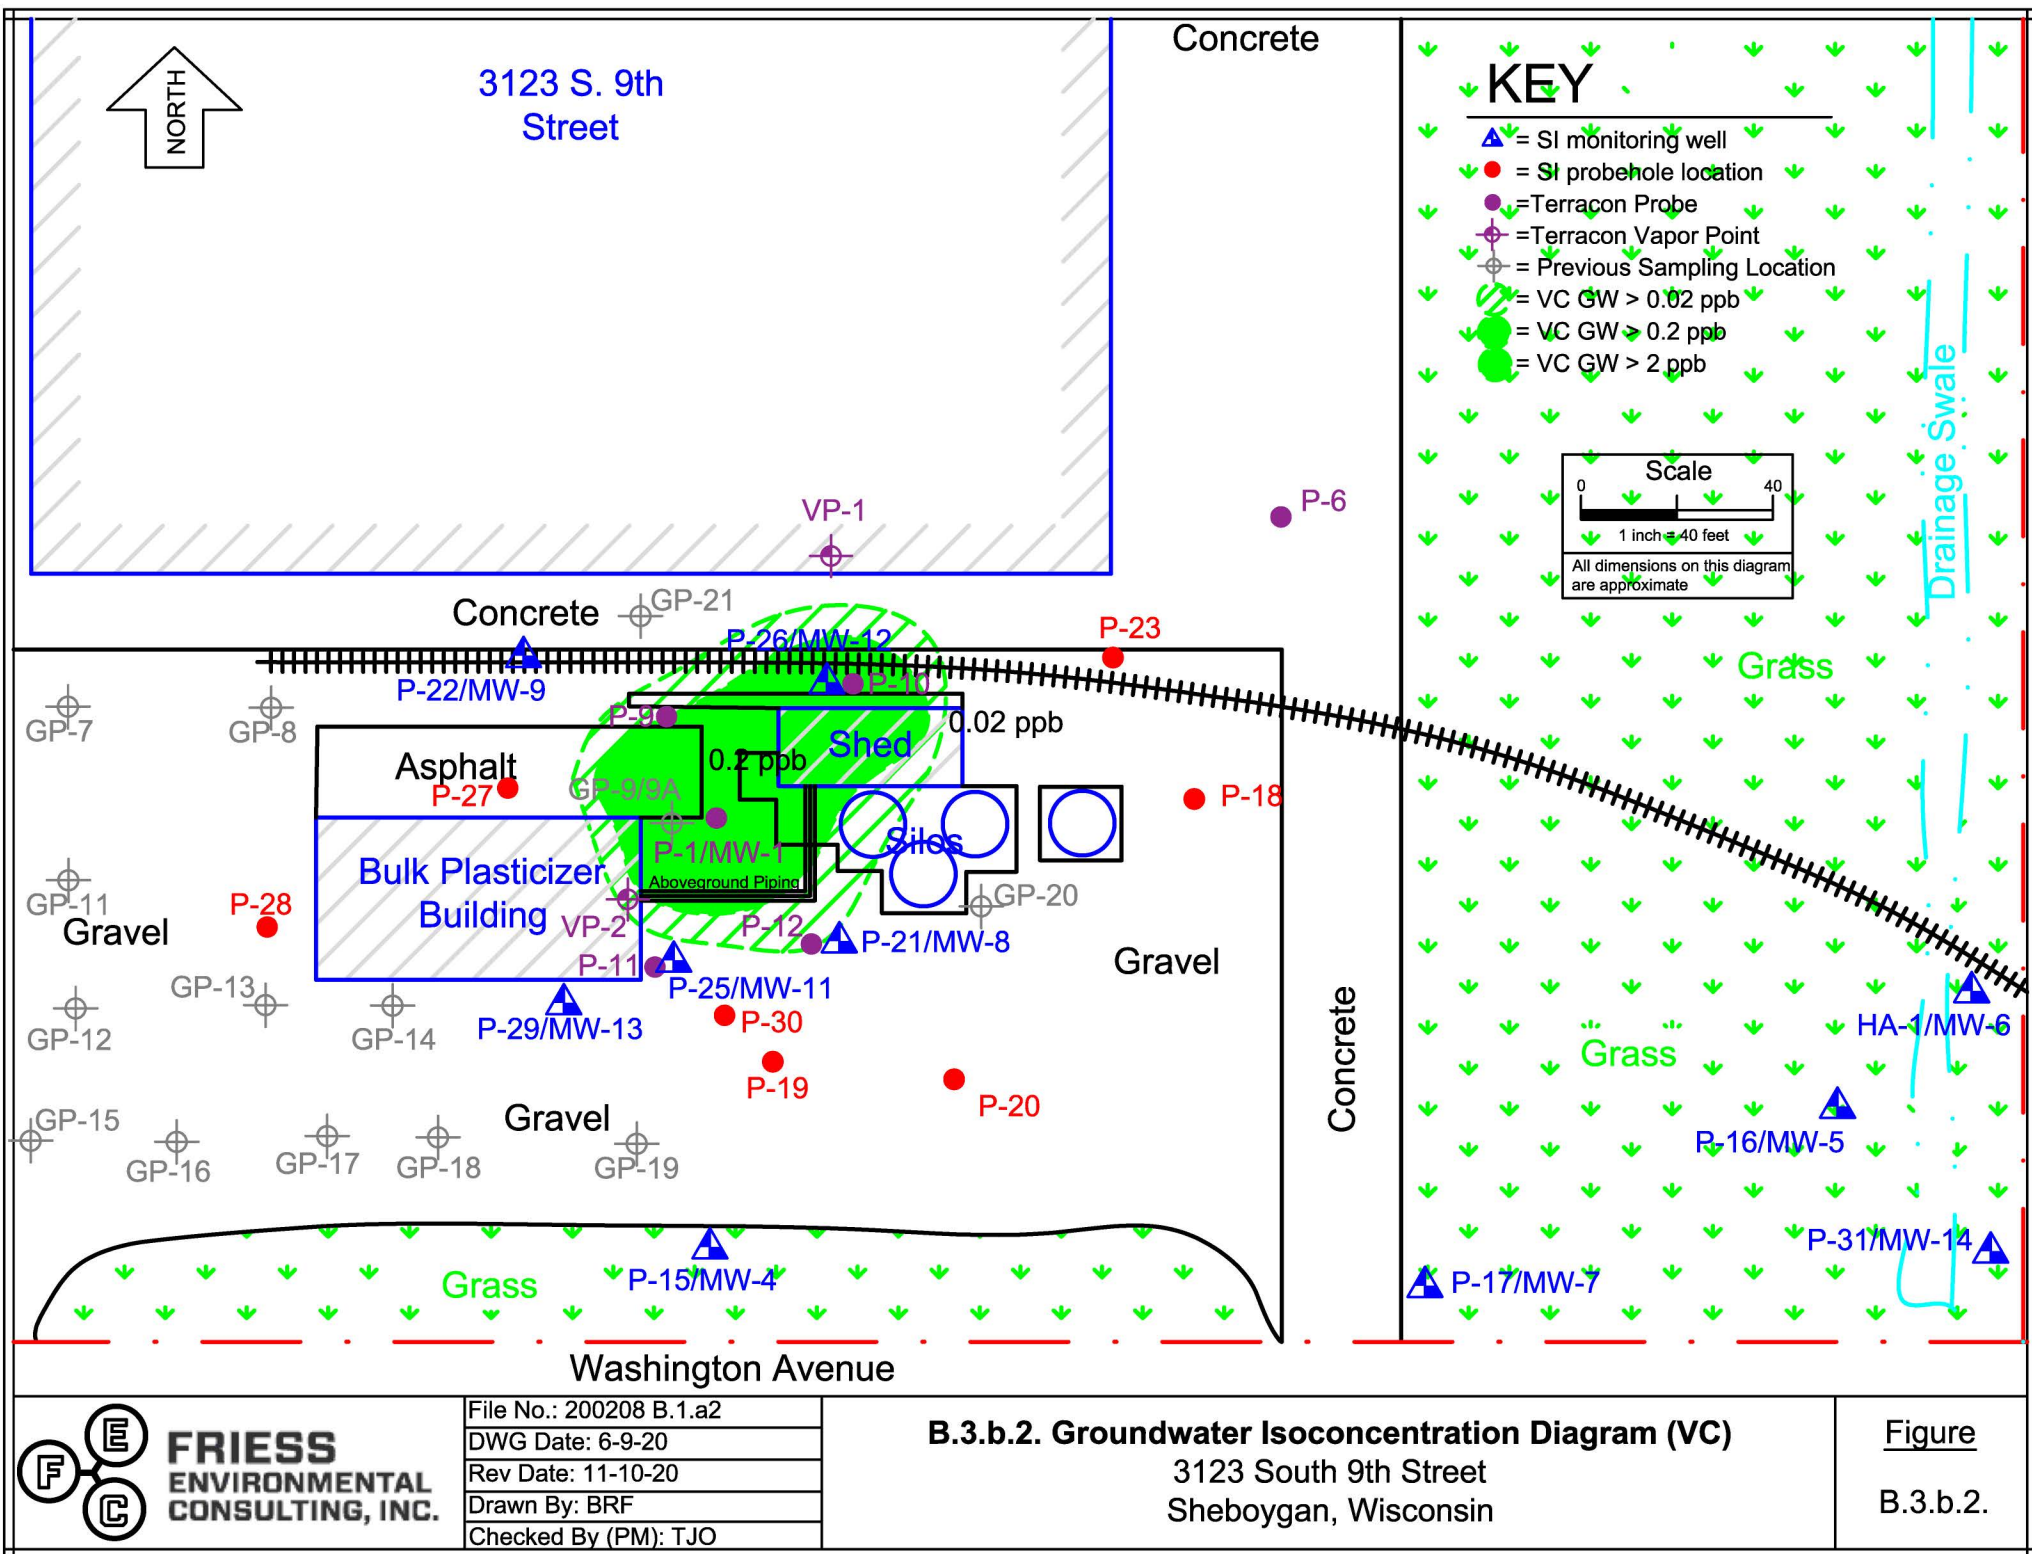 Concrete
3123 S. 9th
Street
NORTH
KEY
= SI monitoring well
= SI probehole location
=Terracon Probe
=Terracon Vapor Point
= Previous Sampling Location
= VC GW > 0.02 ppb
= VC GW > 0.2 ppb
= VC GW > 2 ppb
Drainage Swale
Scale
0 40
1 inch = 40 feet
All dimensions on this diagram
are approximate
VP-1
P-6
Concrete
GP-21
P-26/MW-12
P-23
P-22/MW-9
P-10
Grass
GP-7
GP-8
P-9
0.02 ppb
Shed
0.2 ppb
Asphalt
P-27
GP-9/9A
P-18
Silos
P-1/MW-1
Bulk Plasticizer
Building
Aboveground Piping
GP-11
P-28
GP-20
VP-2
P-12
P-21/MW-8
Gravel
Gravel
P-11
P-25/MW-11
GP-13
P-30
GP-12
GP-14
P-29/MW-13
HA-1/MW-6
Concrete
Grass
P-19
P-20
GP-15
Gravel
P-16/MW-5
GP-16
GP-17
GP-18
GP-19
P-31/MW-14
Grass
P-15/MW-4
P-17/MW-7
Washington Avenue
F E C
FRIESS
ENVIRONMENTAL
CONSULTING, INC.
File No.: 200208 B.1.a2
DWG Date: 6-9-20
Rev Date: 11-10-20
Drawn By: BRF
Checked By (PM): TJO
B.3.b.2. Groundwater Isoconcentration Diagram (VC)
3123 South 9th Street
Sheboygan, Wisconsin
Figure
B.3.b.2.